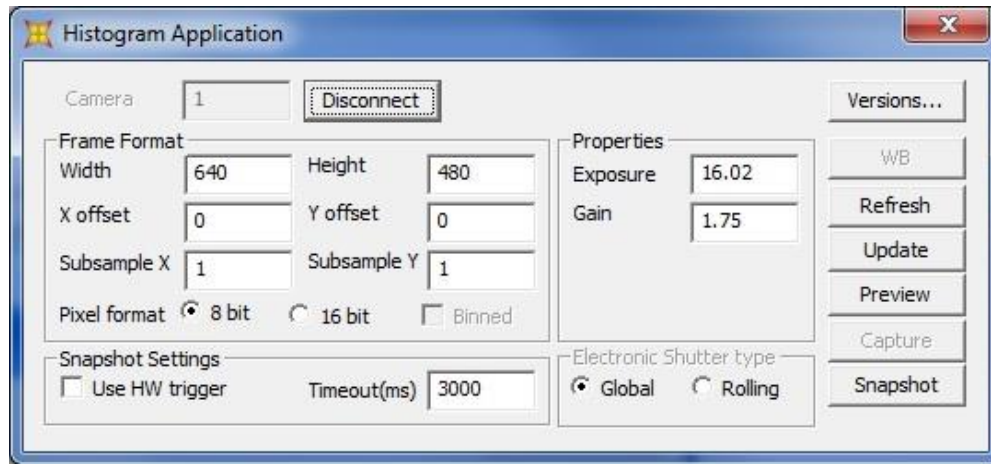 Histogram Application
Camera 1 Disconnect Versions...
Frame Format
Width 640 Height 480
X offset 0 Y offset 0
Subsample X 1 Subsample Y 1
Pixel format 8 bit 16 bit Binned
Properties
Exposure 16.02
Gain 1.75
WB
Refresh
Update
Preview
Capture
Snapshot
Snapshot Settings
Use HW trigger Timeout(ms) 3000
Electronic Shutter type
Global Rolling